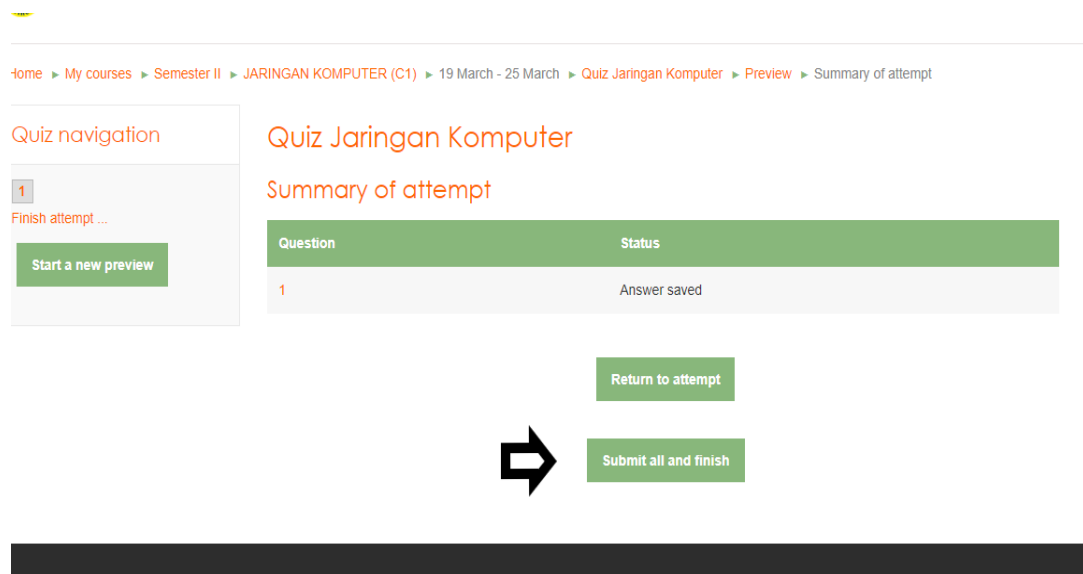 Home ► My courses ► Semester II ► JARINGAN KOMPUTER (C1) ► 19 March - 25 March ► Quiz Jaringan Komputer ► Preview ► Summary of attempt
Quiz navigation
1
Finish attempt ...
Start a new preview
Quiz Jaringan Komputer
Summary of attempt
Question Status
1 Answer saved
Return to attempt
Submit all and finish